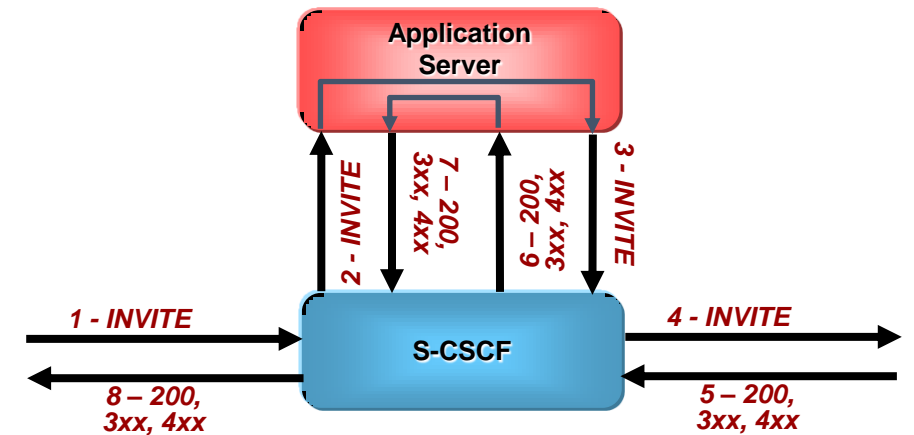 Application
Server
2 - INVITE
7 – 200,
3xx, 4xx
6 – 200,
3xx, 4xx
3 - INVITE
1 - INVITE
4 - INVITE
S-CSCF
8 – 200,
3xx, 4xx
5 – 200,
3xx, 4xx